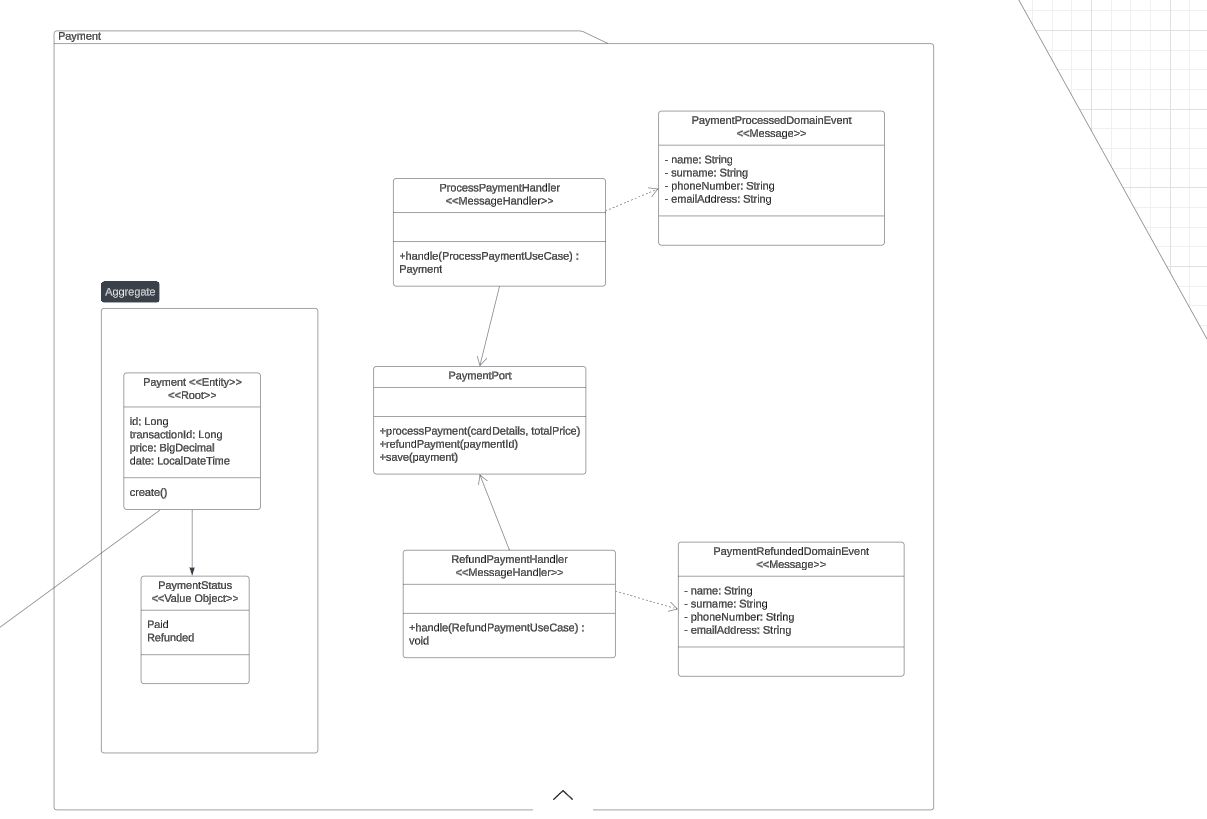 Payment
PaymentProcessedDomainEvent
<<Message>>
- name: String
- surname: String
- phoneNumber: String
- emailAddress: String
ProcessPaymentHandler
<<MessageHandler>>
+handle(ProcessPaymentUseCase) :
Payment
Aggregate
Payment <<Entity>>
<<Root>>
id; Long
transactionId; Long
price: BigDecimal
date: LocalDateTime
create()
PaymentPort
+processPayment(cardDetails, totalPrice)
+refundPayment(paymentId)
+save(payment)
PaymentStatus
<<Value Object>>
Paid
Refunded
RefundPaymentHandler
<<MessageHandler>>
+handle(RefundPaymentUseCase) :
void
PaymentRefundedDomainEvent
<<Message>>
- name: String
- surname: String
- phoneNumber: String
- emailAddress: String